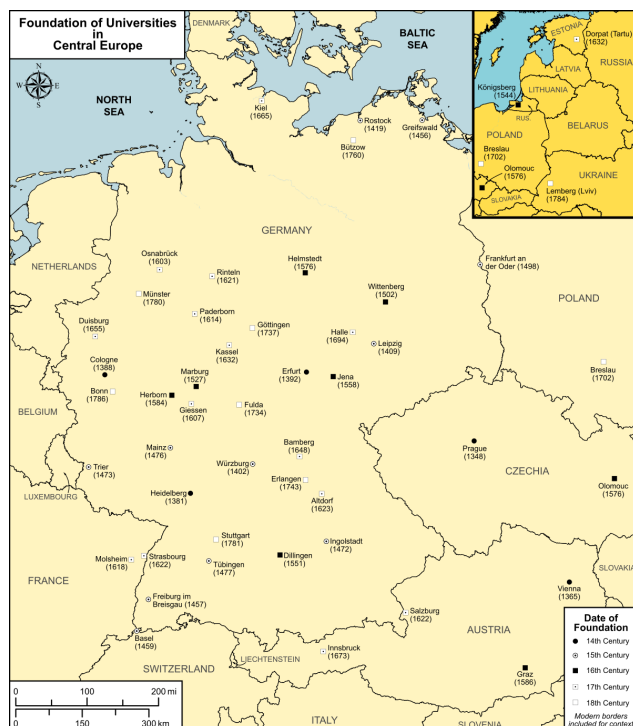 Foundation of Universities
in
Central Europe
DENMARK
BALTIC
SEA
NORTH
SEA
N
W
E
S
Kiel
(1665)
Rostock
(1419)
Greifswald
(1456)
Bützow
(1760)
ESTONIA
Dorpat (Tartu)
(1632)
RUSSIA
LATVIA
Königsberg
(1544)
LITHUANIA
RUS.
BELARUS
POLAND
Breslau
(1702)
Olomouc
(1576)
UKRAINE
Lemberg (Lviv)
(1784)
SLOVAKIA
GERMANY
NETHERLANDS
Osnabrück
(1603)
Rinteln
(1621)
Helmstedt
(1576)
Frankfurt an
der Oder (1498)
Münster
(1780)
Wittenberg
(1502)
POLAND
Paderborn
(1614)
Duisburg
(1655)
Göttingen
(1737)
Halle
(1694)
Leipzig
(1409)
Kassel
(1632)
Cologne
(1388)
Marburg
(1527)
Erfurt
(1392)
Jena
(1558)
Breslau
(1702)
Bonn
(1786)
Herborn
(1584)
Giessen
(1607)
Fulda
(1734)
BELGIUM
Mainz
(1476)
Bamberg
(1648)
Prague
(1348)
Trier
(1473)
Würzburg
(1402)
CZECHIA
Erlangen
(1743)
Olomouc
(1576)
LUXEMBOURG
Heidelberg
(1381)
Altdorf
(1623)
Stuttgart
(1781)
Ingolstadt
(1472)
Molsheim
(1618)
Strasbourg
(1622)
Tübingen
(1477)
Dillingen
(1551)
SLOVAKIA
FRANCE
Vienna
(1365)
Freiburg im
Breisgau (1457)
Salzburg
(1622)
Basel
(1459)
AUSTRIA
Innsbruck
(1673)
SWITZERLAND
LIECHTENSTEIN
Graz
(1586)
ITALY
SLOVENIA
Date of
Foundation
14th Century
15th Century
16th Century
17th Century
18th Century
Modern borders
included for context
0 100 200 mi
0 150 300 km